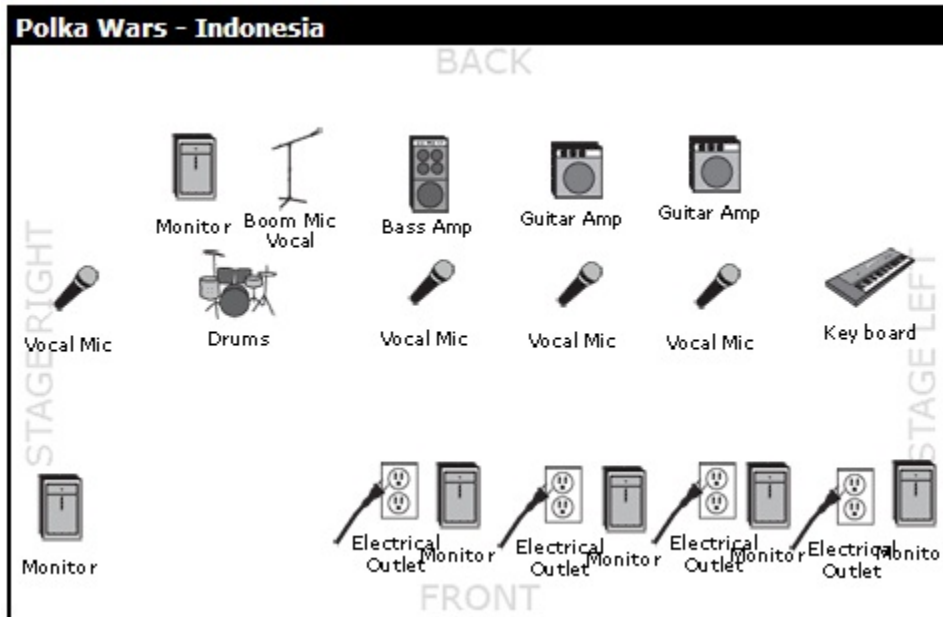 Polka Wars - Indonesia
BACK
Monitor
Boom Mic
Vocal
Bass Amp
Guitar Amp
Guitar Amp
STAGE RIGHT
STAGE LEFT
Vocal Mic
Drums
Vocal Mic
Vocal Mic
Vocal Mic
Key board
Monitor
Electrical
Outlet
Monitor
Electrical
Outlet
Monitor
Electrical
Outlet
Monitor
Electrical
Outlet
Monito
FRONT